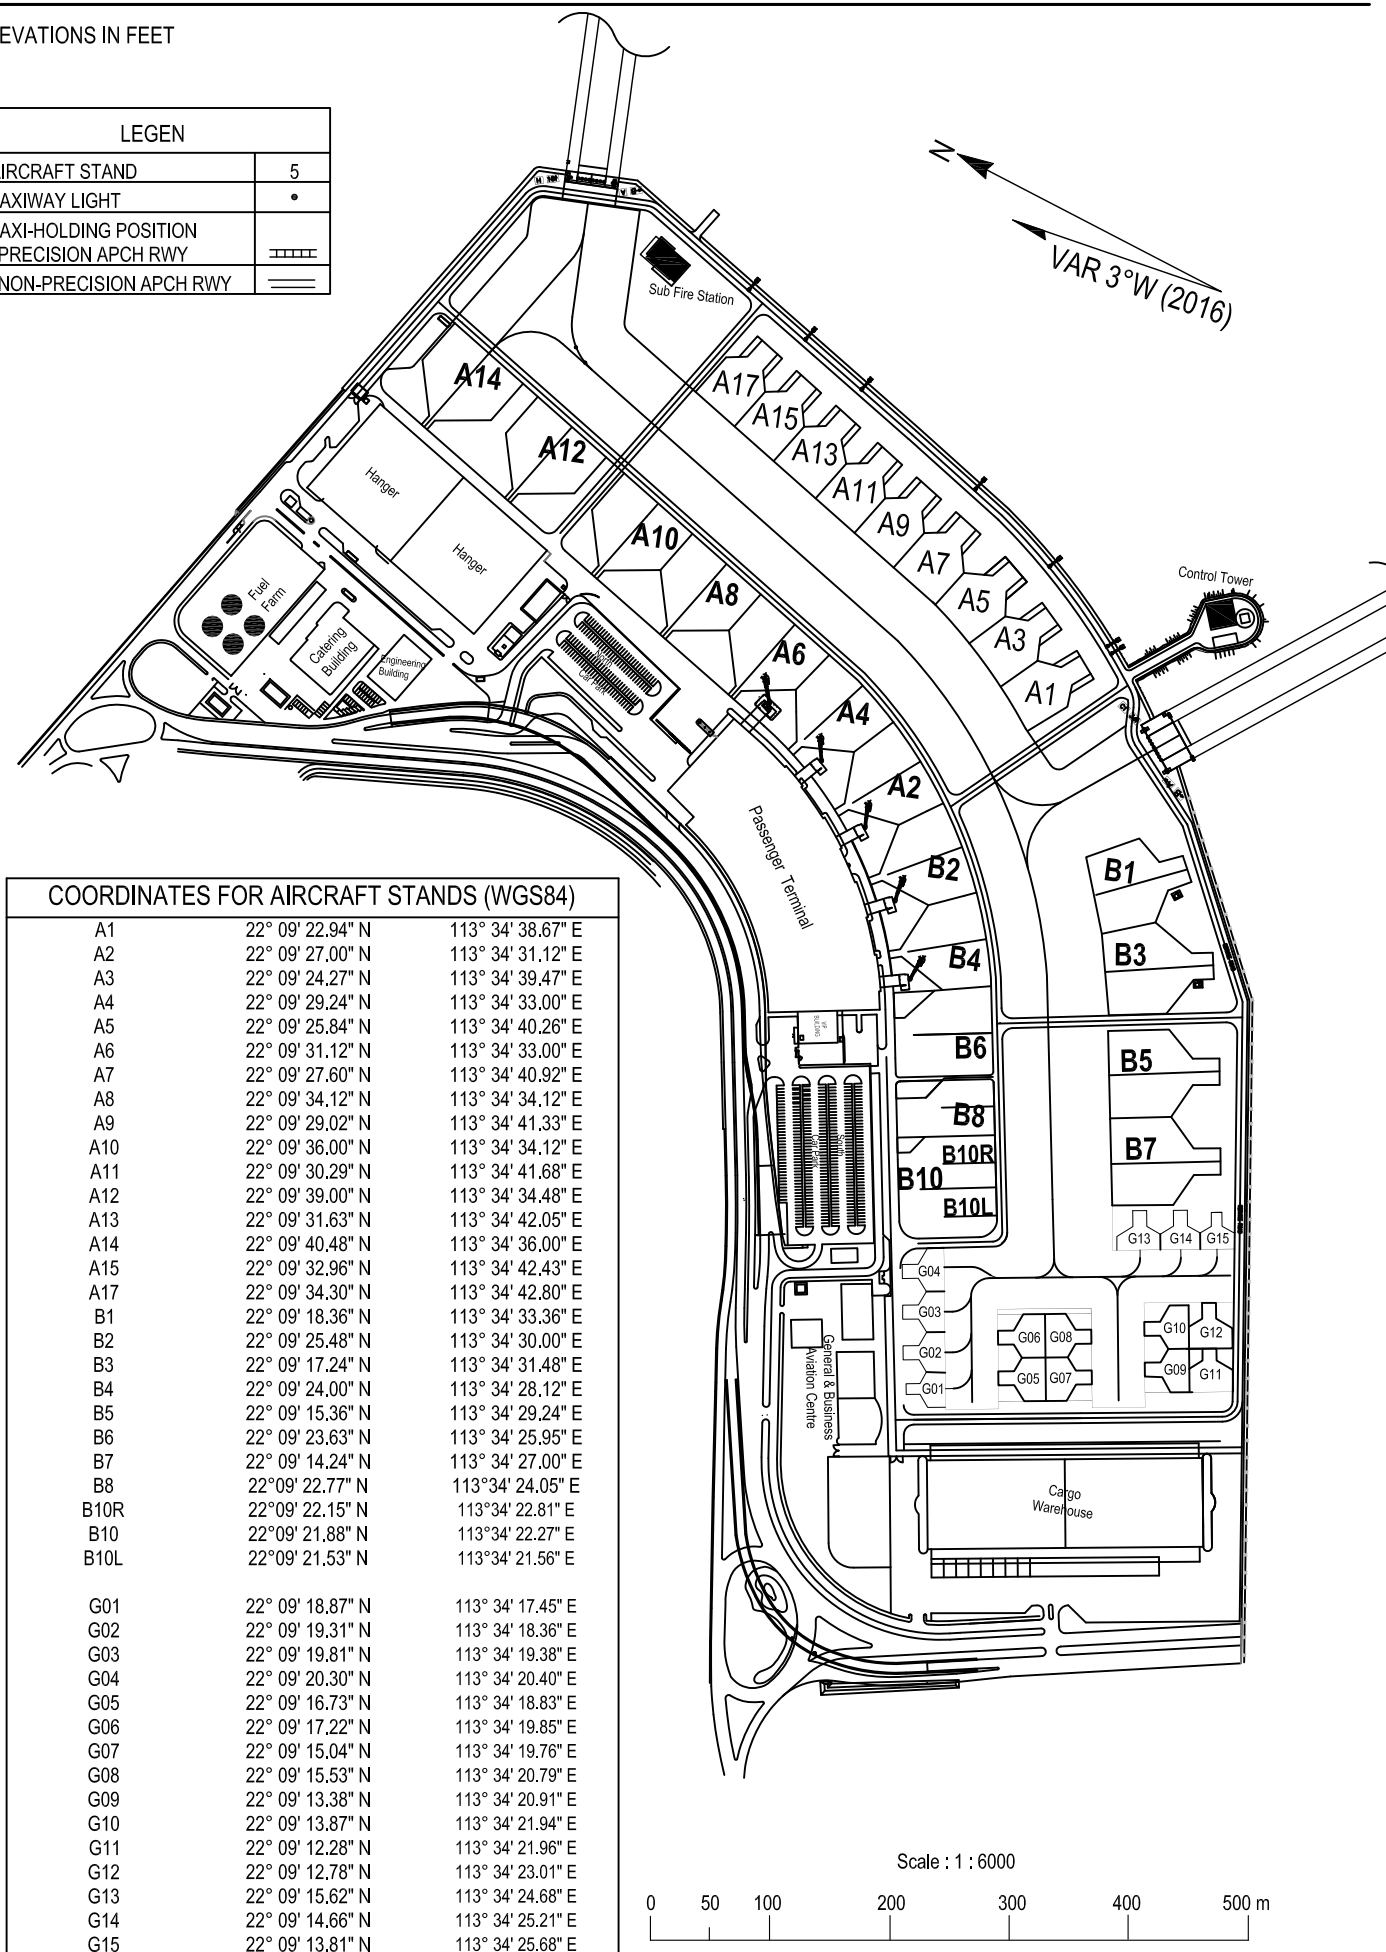 EVATIONS IN FEET
LEGEN
IRCRAFT STAND 5
AXIWAY LIGHT
AXI-HOLDING POSITION
PRECISION APCH RWY
NON-PRECISION APCH RWY
N
VAR 3°W (2016)
Sub Fire Station
A14
A12
A10
A8
A6
A4
A2
B2
B4
B6
B8
B10R
B10
B10L
A17
A15
A13
A11
A9
A7
A5
A3
A1
Control Tower
B1
B3
B5
B7
G13 G14 G15
G04
G03
G02
G01
G06 G08
G05 G07
G10 G12
G09 G11
Hanger
Hanger
Fuel
Farm
Catering
Building
Engineering
Building
Car Park
Passenger Terminal
VIP
BUILDING
South
Car Park
General & Business
Aviation Centre
Cargo
Warehouse
COORDINATES FOR AIRCRAFT STANDS (WGS84)
A1 22° 09' 22.94" N 113° 34' 38.67" E
A2 22° 09' 27.00" N 113° 34' 31.12" E
A3 22° 09' 24.27" N 113° 34' 39.47" E
A4 22° 09' 29.24" N 113° 34' 33.00" E
A5 22° 09' 25.84" N 113° 34' 40.26" E
A6 22° 09' 31.12" N 113° 34' 33.00" E
A7 22° 09' 27.60" N 113° 34' 40.92" E
A8 22° 09' 34.12" N 113° 34' 34.12" E
A9 22° 09' 29.02" N 113° 34' 41.33" E
A10 22° 09' 36.00" N 113° 34' 34.12" E
A11 22° 09' 30.29" N 113° 34' 41.68" E
A12 22° 09' 39.00" N 113° 34' 34.48" E
A13 22° 09' 31.63" N 113° 34' 42.05" E
A14 22° 09' 40.48" N 113° 34' 36.00" E
A15 22° 09' 32.96" N 113° 34' 42.43" E
A17 22° 09' 34.30" N 113° 34' 42.80" E
B1 22° 09' 18.36" N 113° 34' 33.36" E
B2 22° 09' 25.48" N 113° 34' 30.00" E
B3 22° 09' 17.24" N 113° 34' 31.48" E
B4 22° 09' 24.00" N 113° 34' 28.12" E
B5 22° 09' 15.36" N 113° 34' 29.24" E
B6 22° 09' 23.63" N 113° 34' 25.95" E
B7 22° 09' 14.24" N 113° 34' 27.00" E
B8 22°09' 22.77" N 113°34' 24.05" E
B10R 22°09' 22.15" N 113°34' 22.81" E
B10 22°09' 21.88" N 113°34' 22.27" E
B10L 22°09' 21.53" N 113°34' 21.56" E
G01 22° 09' 18.87" N 113° 34' 17.45" E
G02 22° 09' 19.31" N 113° 34' 18.36" E
G03 22° 09' 19.81" N 113° 34' 19.38" E
G04 22° 09' 20.30" N 113° 34' 20.40" E
G05 22° 09' 16.73" N 113° 34' 18.83" E
G06 22° 09' 17.22" N 113° 34' 19.85" E
G07 22° 09' 15.04" N 113° 34' 19.76" E
G08 22° 09' 15.53" N 113° 34' 20.79" E
G09 22° 09' 13.38" N 113° 34' 20.91" E
G10 22° 09' 13.87" N 113° 34' 21.94" E
G11 22° 09' 12.28" N 113° 34' 21.96" E
G12 22° 09' 12.78" N 113° 34' 23.01" E
G13 22° 09' 15.62" N 113° 34' 24.68" E
G14 22° 09' 14.66" N 113° 34' 25.21" E
G15 22° 09' 13.81" N 113° 34' 25.68" E
Scale : 1 : 6000
0 50 100 200 300 400 500 m